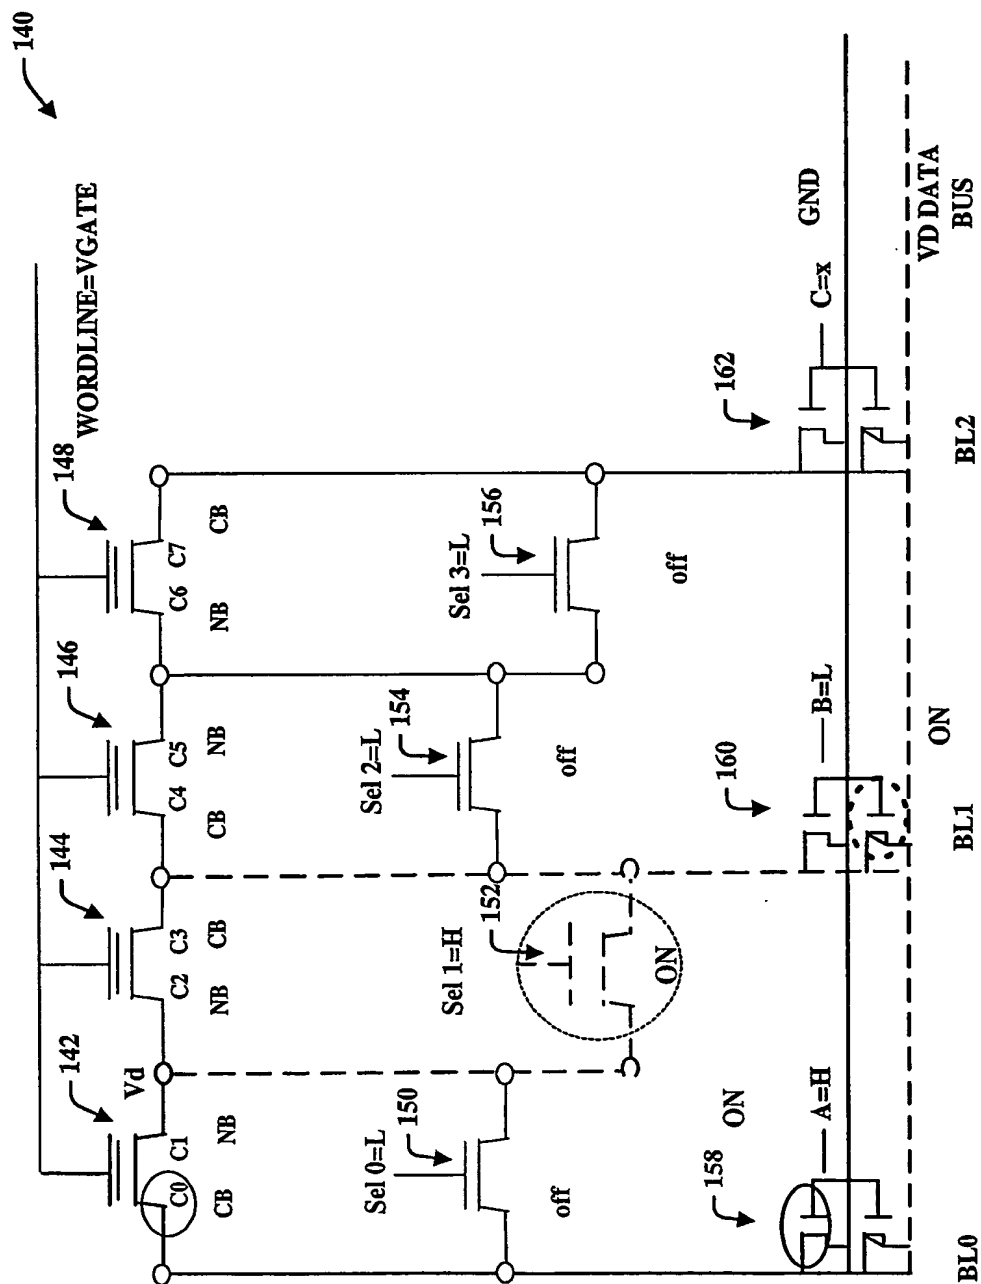 140
WORDLINE=VGATE
142
144
146
148
Vd
C0 C1
C2 C3
C4 C5
C6 C7
CB NB
NB CB
CB NB
NB CB
Sel 0=L
150
off
Sel 1=H
152
ON
Sel 2=L
154
off
Sel 3=L
156
off
158
ON
A=H
160
B=L
162
C=x
GND
VD DATA
BUS
ON
BL0
BL1
BL2